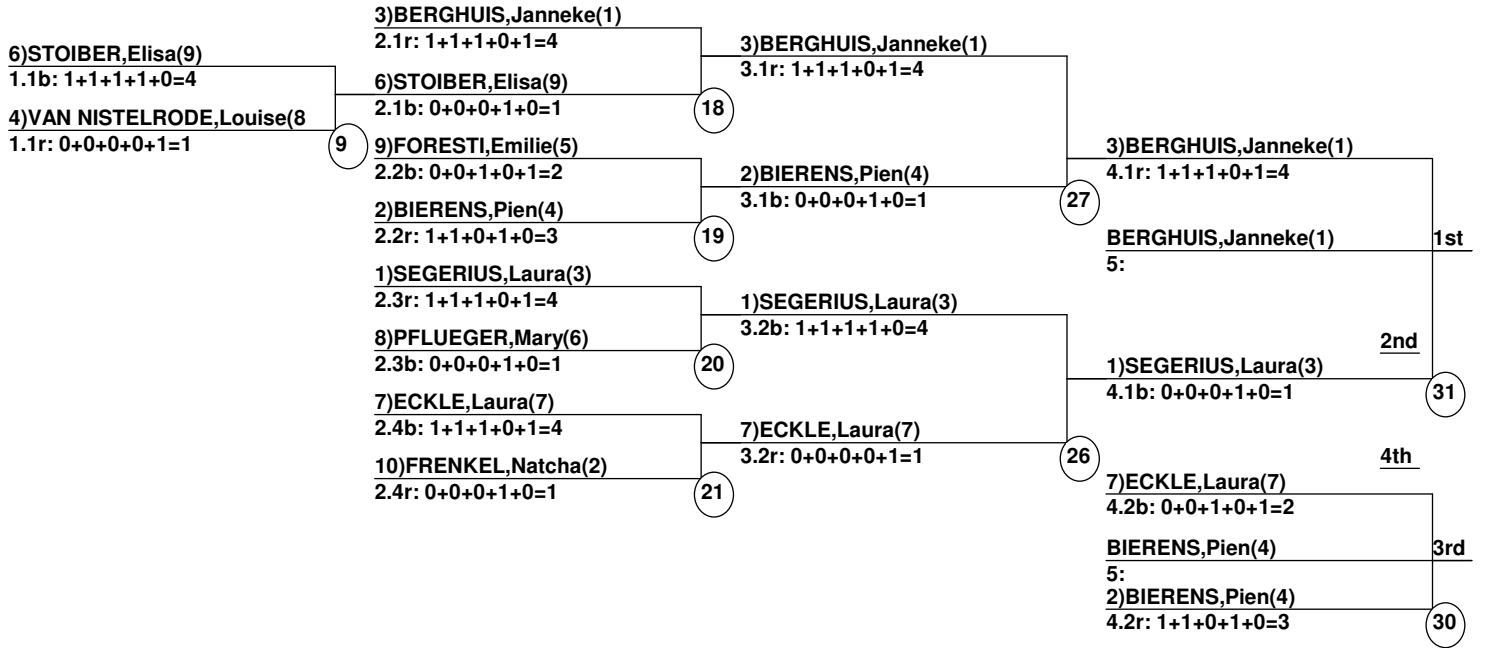 6)STOIBER,Elisa(9)
1.1b: 1+1+1+1+0=4
4)VAN NISTELRODE,Louise(8
1.1r: 0+0+0+0+1=1
9
3)BERGHUIS,Janneke(1)
2.1r: 1+1+1+0+1=4
6)STOIBER,Elisa(9)
2.1b: 0+0+0+1+0=1
18
9)FORESTI,Emilie(5)
2.2b: 0+0+1+0+1=2
2)BIERENS,Pien(4)
2.2r: 1+1+0+1+0=3
19
1)SEGERIUS,Laura(3)
2.3r: 1+1+1+0+1=4
8)PFLUEGER,Mary(6)
2.3b: 0+0+0+1+0=1
20
7)ECKLE,Laura(7)
2.4b: 1+1+1+0+1=4
10)FRENKEL,Natcha(2)
2.4r: 0+0+0+1+0=1
21
3)BERGHUIS,Janneke(1)
3.1r: 1+1+1+0+1=4
2)BIERENS,Pien(4)
3.1b: 0+0+0+1+0=1
27
1)SEGERIUS,Laura(3)
3.2b: 1+1+1+1+0=4
7)ECKLE,Laura(7)
3.2r: 0+0+0+0+1=1
26
3)BERGHUIS,Janneke(1)
4.1r: 1+1+1+0+1=4
BERGHUIS,Janneke(1) 1st
5:
2nd
1)SEGERIUS,Laura(3)
4.1b: 0+0+0+1+0=1
31
4th
7)ECKLE,Laura(7)
4.2b: 0+0+1+0+1=2
BIERENS,Pien(4) 3rd
5:
2)BIERENS,Pien(4)
4.2r: 1+1+0+1+0=3
30